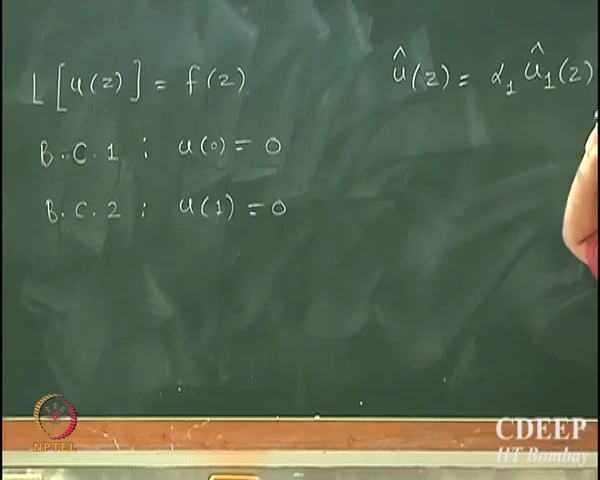 L[u(z)] = f(z)
û(z) = α₁ û₁(z)
B.C.1 : u(0) = 0
B.C.2 : u(1) = 0
NPTEL
CDEEP
IIT Bombay